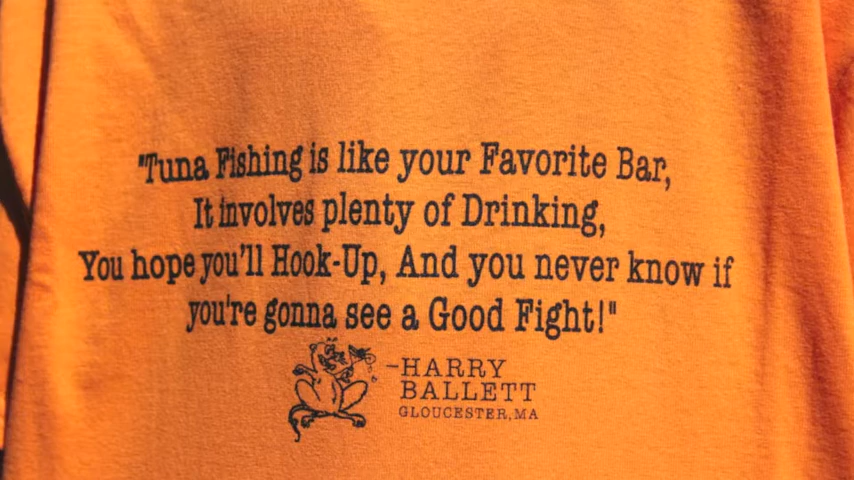 "Tuna Fishing is like your Favorite Bar,
It involves plenty of Drinking,
You hope you'll Hook-Up, And you never know if
you're gonna see a Good Fight!"
-HARRY
BALLETT
GLOUCESTER, MA